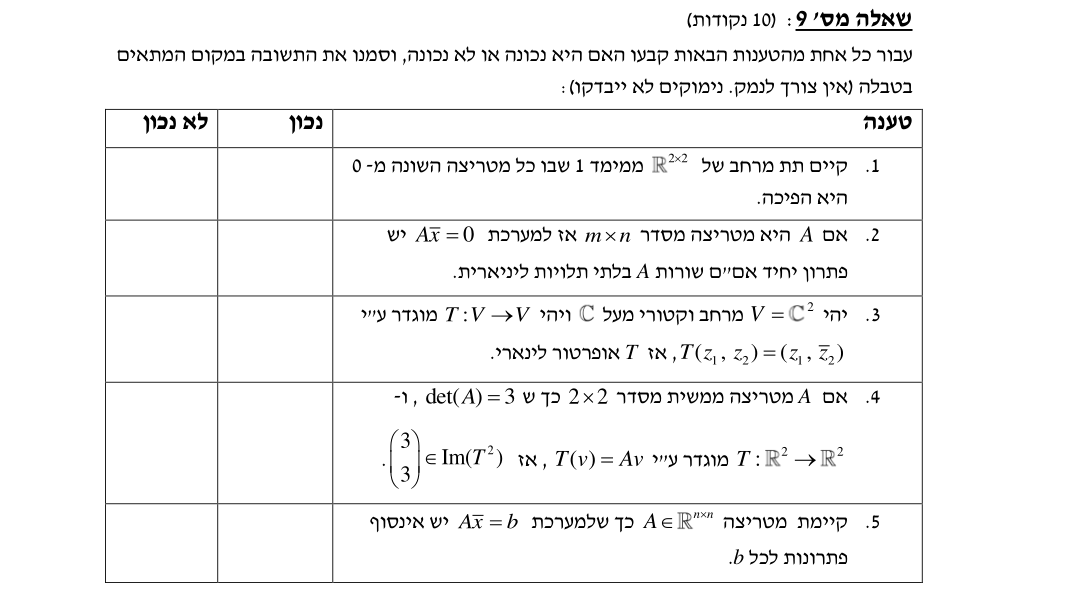 שאלה מס׳ 9 : (10 נקודות)
עבור כל אחת מהטענות הבאות קבעו האם היא נכונה או לא נכונה, וסמנו את התשובה במקום המתאים
בטבלה (אין צורך לנמק. נימוקים לא ייבדקו):
טענה נכון לא נכון
1. קיים תת מרחב של ℝ²ˣ² ממימד 1 שבו כל מטריצה השונה מ- 0
היא הפיכה.
2. אם A היא מטריצה מסדר m×n אז למערכת Ax̄ = 0 יש
פתרון יחיד אם״ם שורות A בלתי תלויות ליניארית.
3. יהי V = ℂ² מרחב וקטורי מעל ℂ ויהי T : V → V מוגדר ע״י
T(z₁ , z₂) = (z₁ , z̄₂), אז T אופרטור לינארי.
4. אם A מטריצה ממשית מסדר 2×2 כך ש det(A) = 3 , ו-
T : ℝ² → ℝ² מוגדר ע״י T(v) = Av , אז (3 3) ∈ Im(T²) .
5. קיימת מטריצה A ∈ ℝⁿˣⁿ כך שלמערכת Ax̄ = b יש אינסוף
פתרונות לכל b.